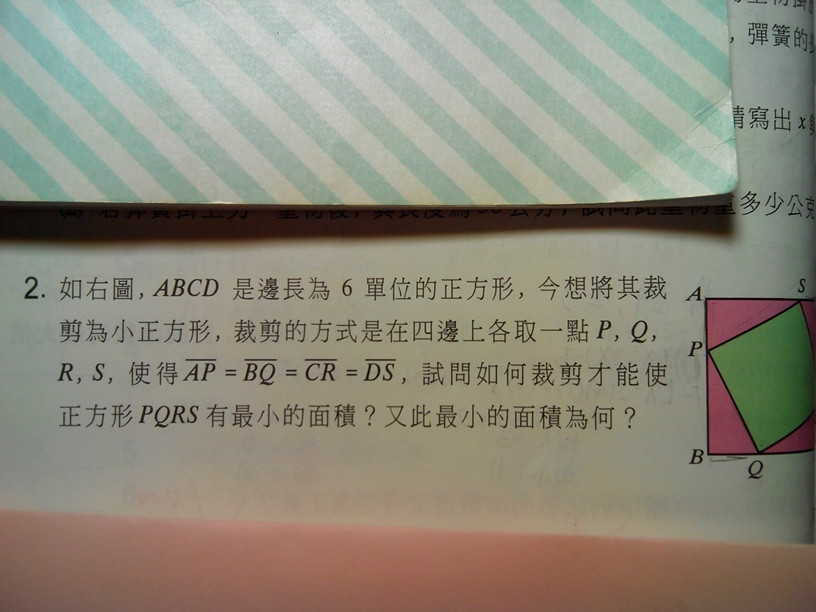 ，彈簧的
請寫出 x
多少公克
2. 如右圖，ABCD 是邊長為 6 單位的正方形，今想將其裁
剪為小正方形，裁剪的方式是在四邊上各取一點 P，Q，
R，S，使得 AP = BQ = CR = DS，試問如何裁剪才能使
正方形 PQRS 有最小的面積？又此最小的面積為何？
A
S
P
B
Q